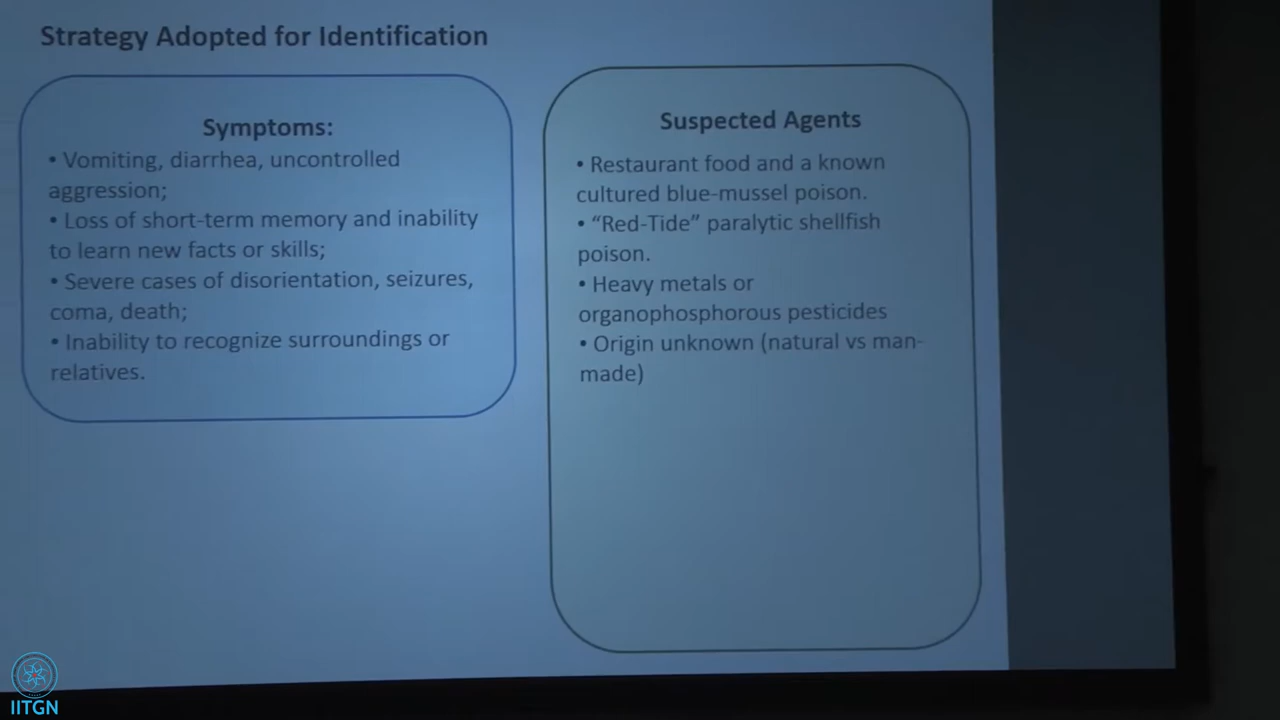 Strategy Adopted for Identification
Symptoms:
• Vomiting, diarrhea, uncontrolled
aggression;
• Loss of short-term memory and inability
to learn new facts or skills;
• Severe cases of disorientation, seizures,
coma, death;
• Inability to recognize surroundings or
relatives.
Suspected Agents
• Restaurant food and a known
cultured blue-mussel poison.
• “Red-Tide” paralytic shellfish
poison.
• Heavy metals or
organophosphorous pesticides
• Origin unknown (natural vs man-
made)
IITGN